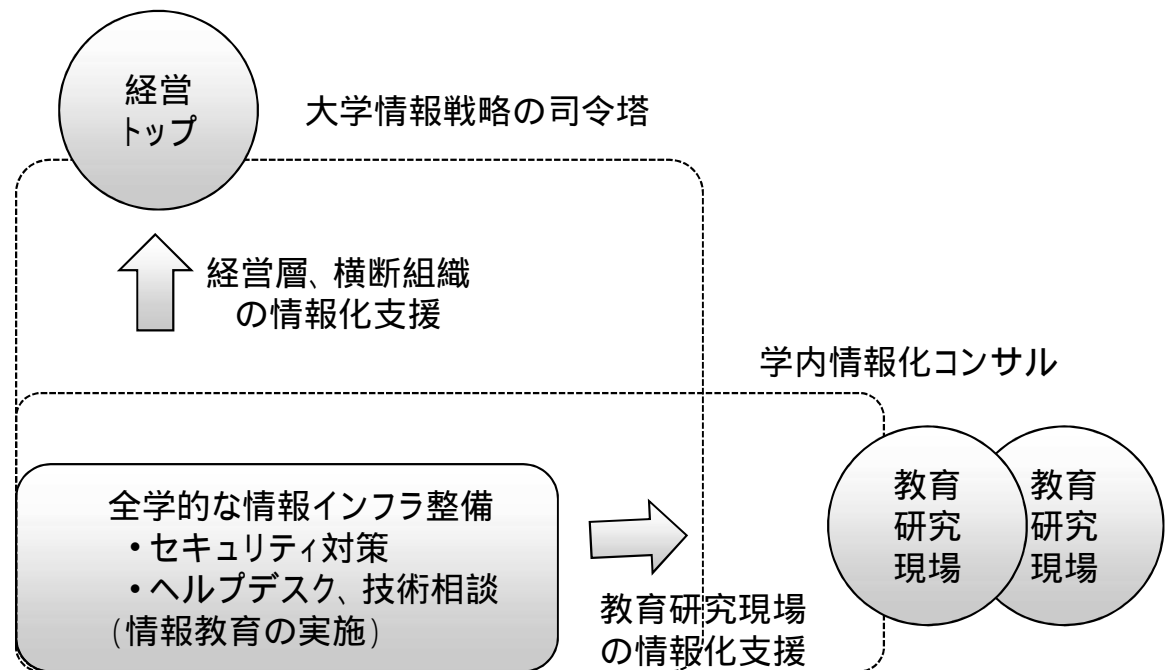 経営
トップ
大学情報戦略の司令塔
経営層、横断組織
の情報化支援
学内情報化コンサル
全学的な情報インフラ整備
・セキュリティ対策
・ヘルプデスク、技術相談
(情報教育の実施)
教育研究現場
の情報化支援
教育
研究
現場
教育
研究
現場